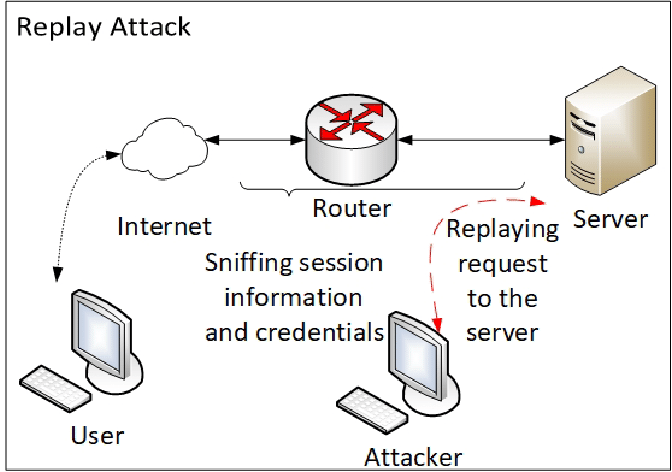 Replay Attack
Internet
Router
Server
Sniffing session
information
and credentials
Replaying
request
to the
server
User
Attacker